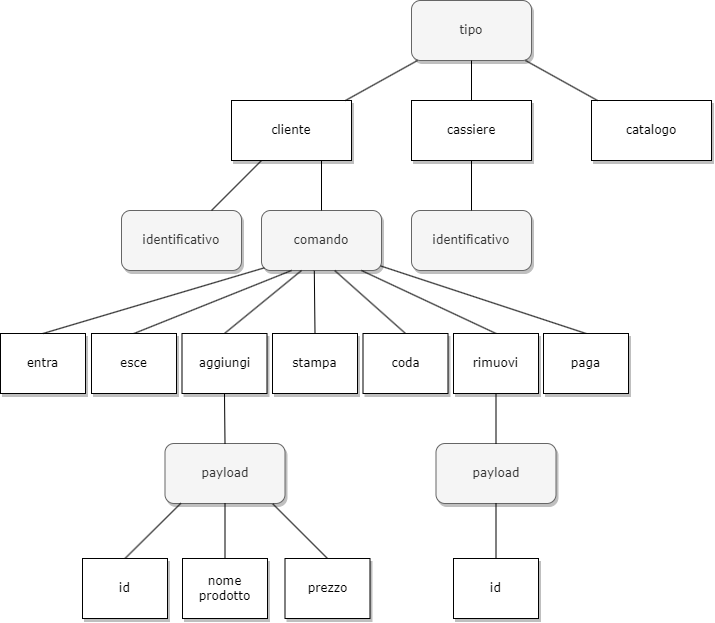 tipo
cliente
cassiere
catalogo
identificativo
comando
identificativo
entra
esce
aggiungi
stampa
coda
rimuovi
paga
payload
payload
id
nome
prodotto
prezzo
id